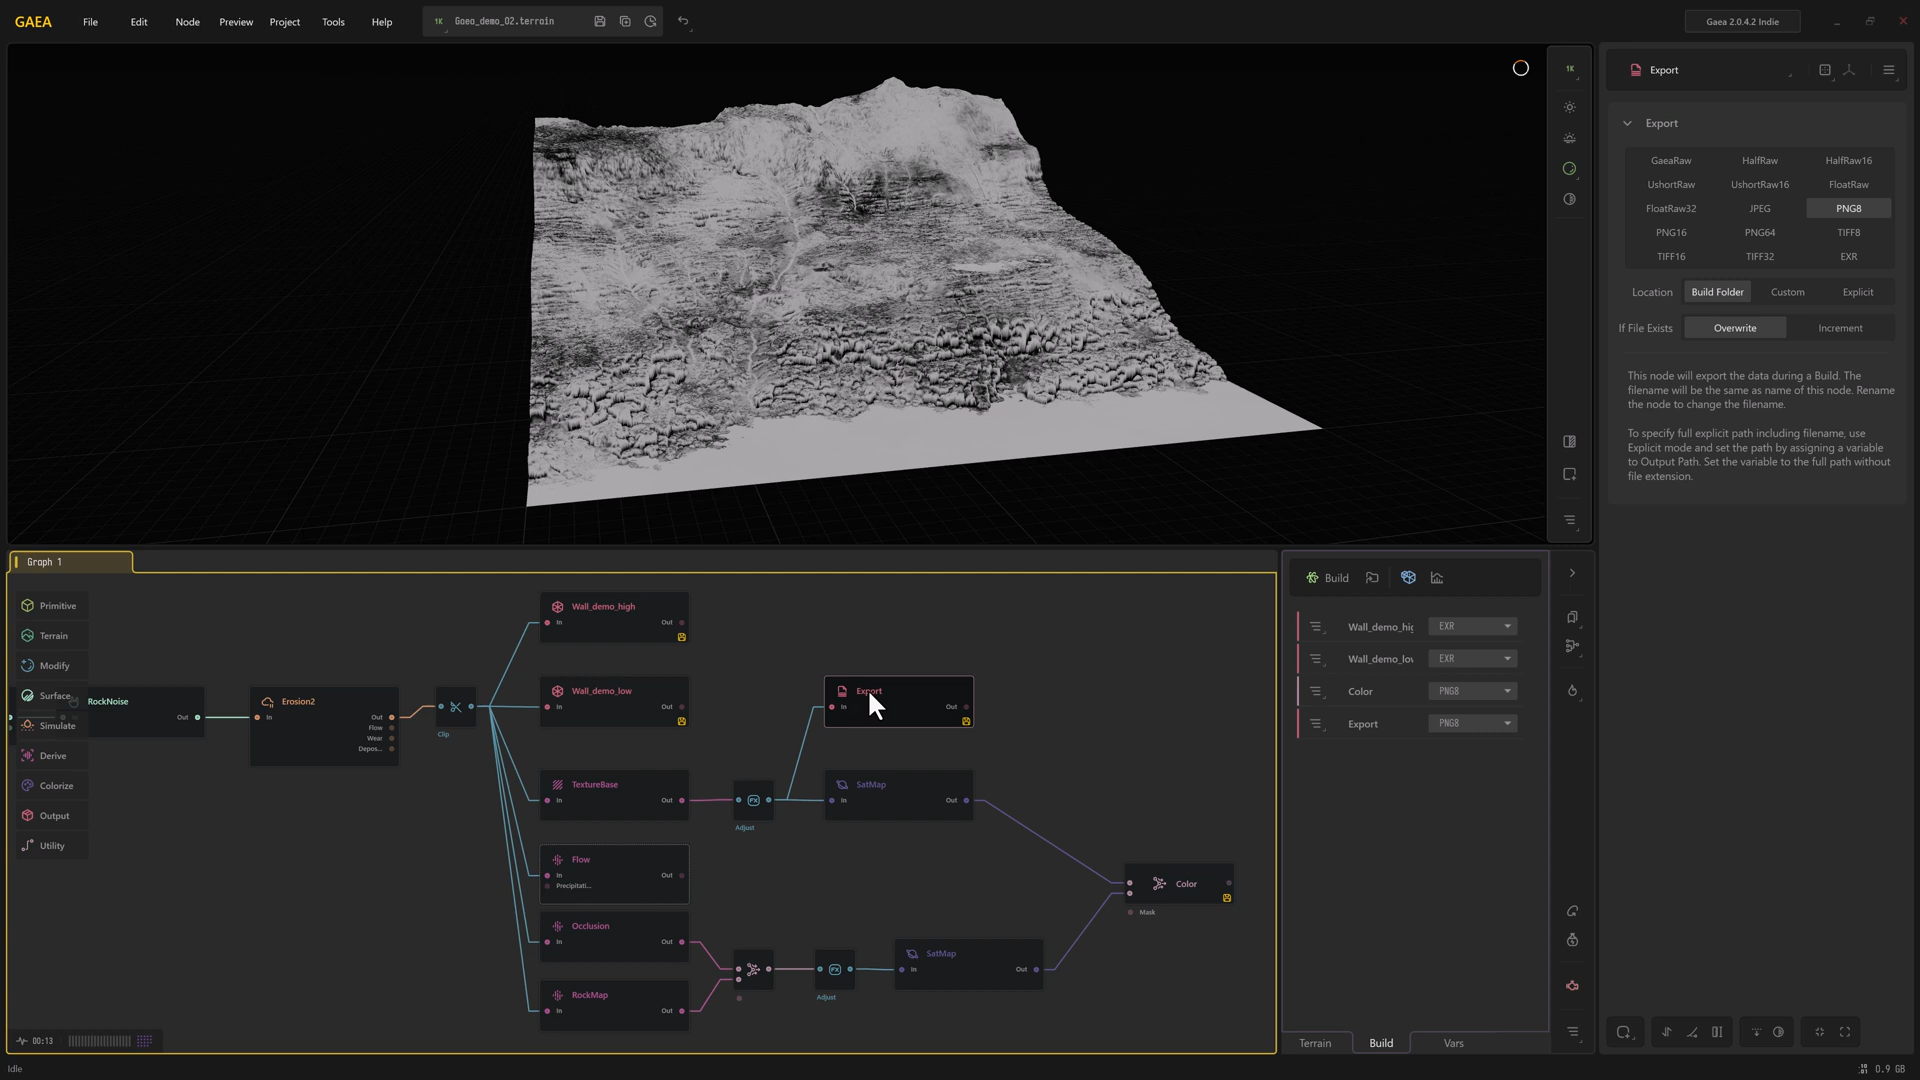 GAEA File Edit Node Preview Project Tools Help 1K Gaea_demo_02.terrain Gaea 2.0.4.2 Indie
1K
Export
Export
GaeaRaw HalfRaw HalfRaw16
UshortRaw UshortRaw16 FloatRaw
FloatRaw32 JPEG PNG8
PNG16 PNG64 TIFF8
TIFF16 TIFF32 EXR
Location Build Folder Custom Explicit
If File Exists Overwrite Increment
This node will export the data during a Build. The
filename will be the same as name of this node. Rename
the node to change the filename.
To specify full explicit path including filename, use
Explicit mode and set the path by assigning a variable
to Output Path. Set the variable to the full path without
file extension.
Graph 1
Primitive
Terrain
Modify
Surface
Simulate
Derive
Colorize
Output
Utility
RockNoise
In Out
Erosion2
In Out
Flow
Wear
Depos...
Clip
Wall_demo_high
In Out
Wall_demo_low
In Out
TextureBase
In Out
Adjust
Export
In Out
SatMap
In Out
Flow
In Out
Precipitati...
Occlusion
In Out
RockMap
In Out
Adjust
SatMap
In Out
Color
Mask
00:13
Build
Wall_demo_hig EXR
Wall_demo_low EXR
Color PNG8
Export PNG8
Terrain Build Vars
Idle
0.9 GB